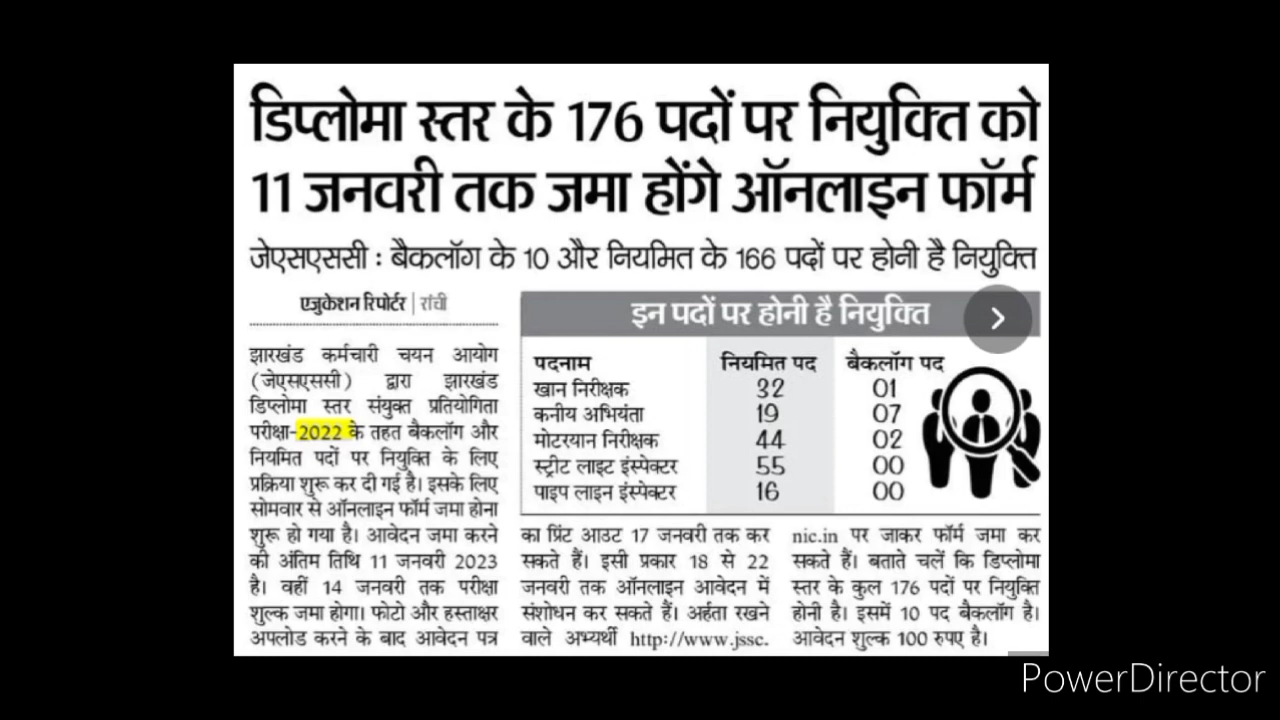 डिप्लोमा स्तर के 176 पदों पर नियुक्ति को
11 जनवरी तक जमा होंगे ऑनलाइन फॉर्म
जेएसएससी : बैकलॉग के 10 और नियमित के 166 पदों पर होनी है नियुक्ति
एजुकेशन रिपोर्टर | रांची
झारखंड कर्मचारी चयन आयोग
(जेएसएससी) द्वारा झारखंड
डिप्लोमा स्तर संयुक्त प्रतियोगिता
परीक्षा-2022 के तहत बैकलॉग और
नियमित पदों पर नियुक्ति के लिए
प्रक्रिया शुरू कर दी गई है। इसके लिए
सोमवार से ऑनलाइन फॉर्म जमा होना
शुरू हो गया है। आवेदन जमा करने
की अंतिम तिथि 11 जनवरी 2023
है। वहीं 14 जनवरी तक परीक्षा
शुल्क जमा होगा। फोटो और हस्ताक्षर
अपलोड करने के बाद आवेदन पत्र
इन पदों पर होनी है नियुक्ति
पदनाम नियमित पद बैकलॉग पद
खान निरीक्षक 32 01
कनीय अभियंता 19 07
मोटरयान निरीक्षक 44 02
स्ट्रीट लाइट इंस्पेक्टर 55 00
पाइप लाइन इंस्पेक्टर 16 00
का प्रिंट आउट 17 जनवरी तक कर
सकते हैं। इसी प्रकार 18 से 22
जनवरी तक ऑनलाइन आवेदन में
संशोधन कर सकते हैं। अर्हता रखने
वाले अभ्यर्थी http://www.jssc.
nic.in पर जाकर फॉर्म जमा कर
सकते हैं। बताते चलें कि डिप्लोमा
स्तर के कुल 176 पदों पर नियुक्ति
होनी है। इसमें 10 पद बैकलॉग है।
आवेदन शुल्क 100 रुपए है।
PowerDirector